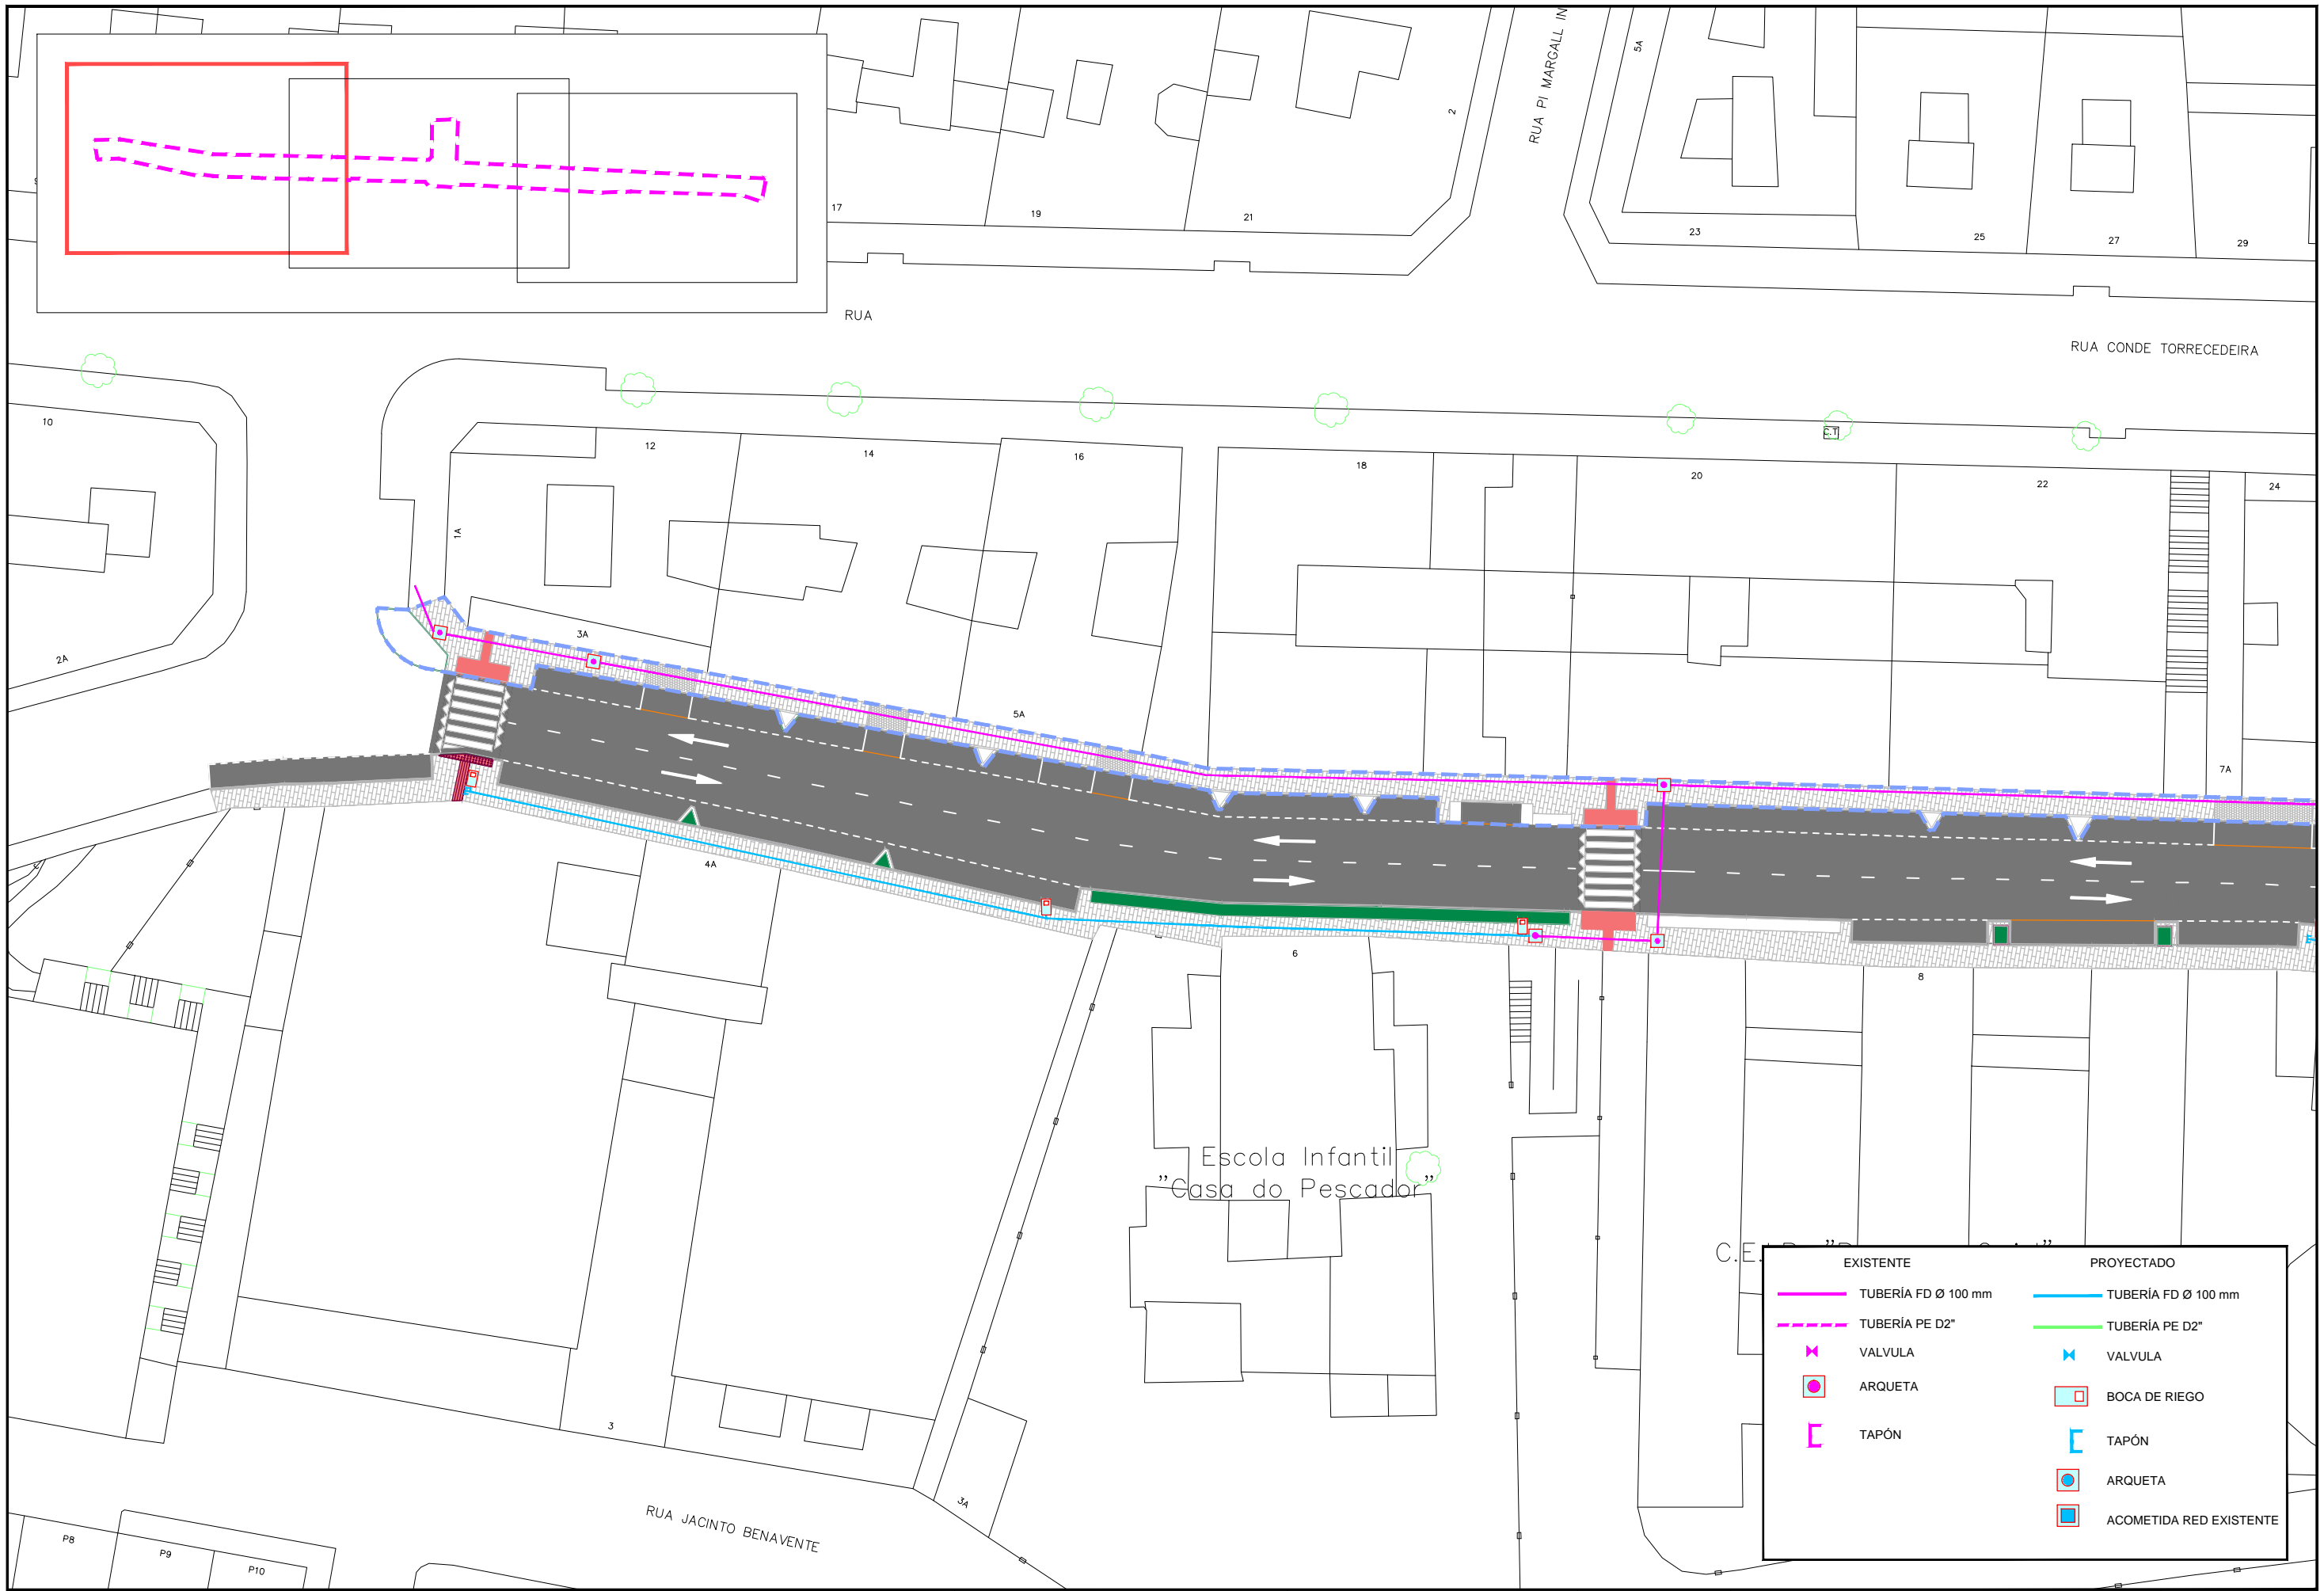 RUA PI MARGALL IN
5A
2
17
19
21
23
25
27
29
RUA
RUA CONDE TORRECEDEIRA
10
12
14
16
18
C.T.
20
22
24
1A
2A
3A
5A
7A
4A
6
8
Escola Infantil
"Casa do Pescador"
3
3A
RUA JACINTO BENAVENTE
P8
P9
P10
EXISTENTE
TUBERÍA FD Ø 100 mm
TUBERÍA PE D2"
VALVULA
ARQUETA
TAPÓN
PROYECTADO
TUBERÍA FD Ø 100 mm
TUBERÍA PE D2"
VALVULA
BOCA DE RIEGO
TAPÓN
ARQUETA
ACOMETIDA RED EXISTENTE